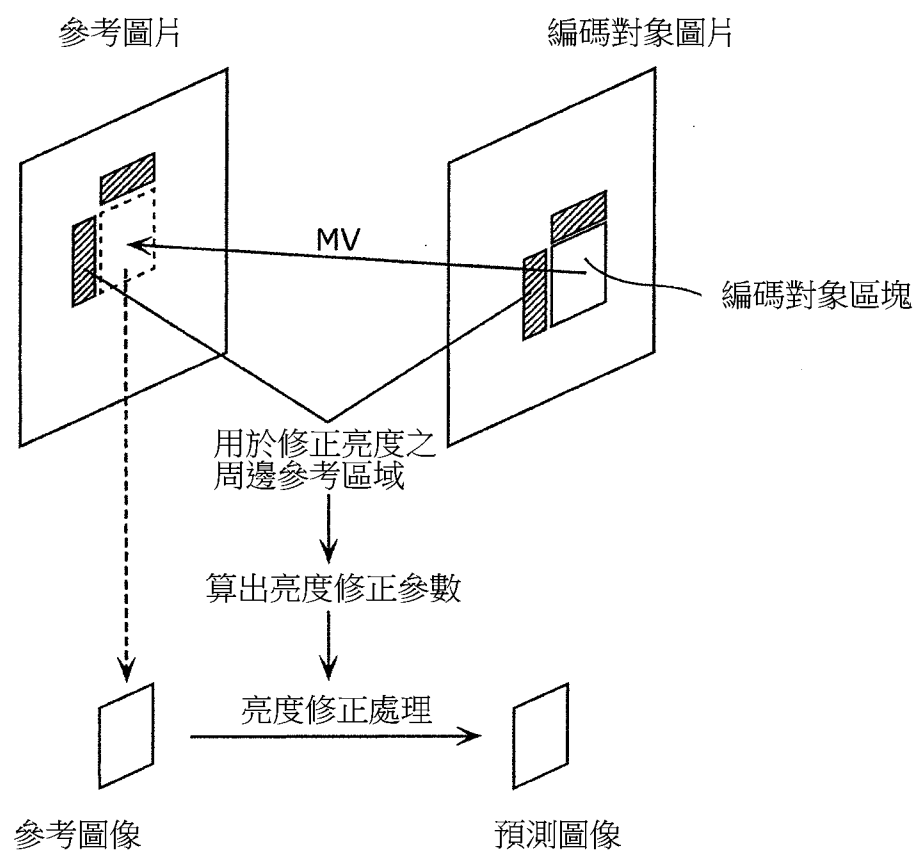 參考圖片
編碼對象圖片
MV
編碼對象區塊
用於修正亮度之
周邊參考區域
算出亮度修正參數
亮度修正處理
參考圖像
預測圖像